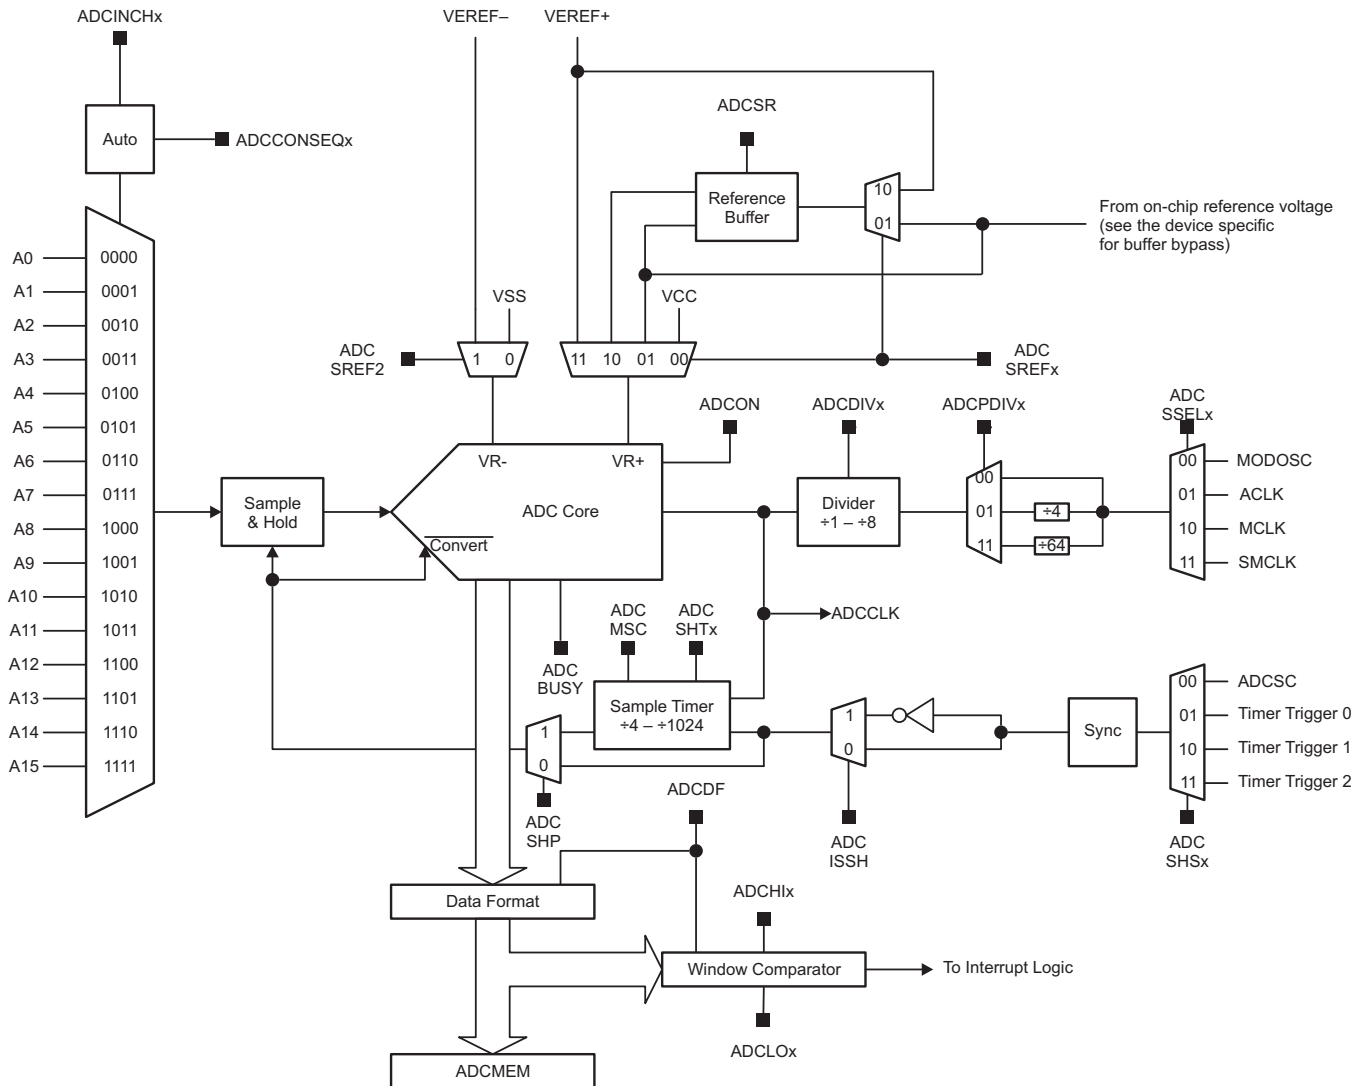 ADCINCHx
VEREF–
VEREF+
ADCSR
Auto
ADCCONSEQx
Reference
Buffer
10
01
From on-chip reference voltage
(see the device specific
for buffer bypass)
A0 0000
A1 0001
A2 0010
A3 0011
A4 0100
A5 0101
A6 0110
A7 0111
A8 1000
A9 1001
A10 1010
A11 1011
A12 1100
A13 1101
A14 1110
A15 1111
VSS
VCC
ADC
SREF2
1 0
11 10 01 00
ADC
SREFx
ADCON
ADCDIVx
ADCPDIVx
ADC
SSELx
VR-
VR+
ADC Core
Convert
Sample
& Hold
Divider
÷1 – ÷8
00
01
11
÷4
÷64
00 MODOSC
01 ACLK
10 MCLK
11 SMCLK
ADCCLK
ADC
BUSY
ADC
MSC
ADC
SHTx
Sample Timer
÷4 – ÷1024
1
0
ADC
SHP
1
0
ADC
ISSH
Sync
00 ADCSC
01 Timer Trigger 0
10 Timer Trigger 1
11 Timer Trigger 2
ADC
SHSx
ADCDF
Data Format
ADCHIx
Window Comparator
To Interrupt Logic
ADCLOx
ADCMEM